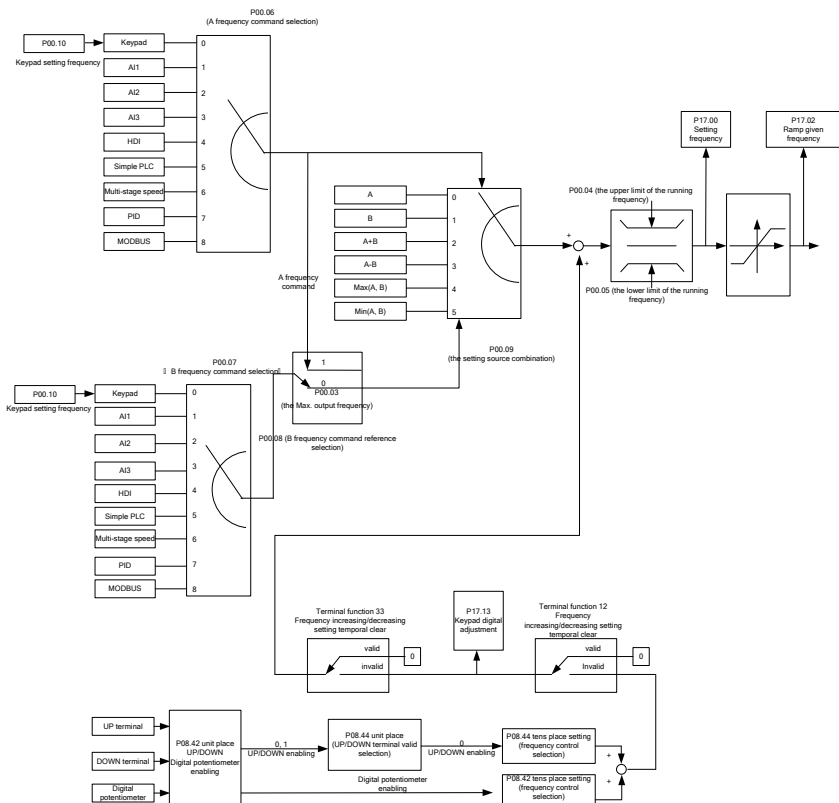 P00.06
(A frequency command selection)
P00.10
Keypad setting frequency
Keypad
0
AI1
1
AI2
2
AI3
3
HDI
4
Simple PLC
5
Multi-stage speed
6
PID
7
MODBUS
8
A frequency
command
A
0
B
1
A+B
2
A-B
3
Max(A, B)
4
Min(A, B)
5
P00.09
(the setting source combination)
+
+
P00.04 (the upper limit of the running
frequency)
P00.05 (the lower limit of the running
frequency)
P17.00
Setting
frequency
P17.02
Ramp given
frequency
P00.07
B frequency command selection
P00.10
Keypad setting frequency
Keypad
0
AI1
1
AI2
2
AI3
3
HDI
4
Simple PLC
5
Multi-stage speed
6
PID
7
MODBUS
8
1
0
P00.03
(the Max. output frequency)
P00.08 (B frequency command reference
selection)
Terminal function 33
Frequency increasing/decreasing
setting temporal clear
valid
0
invalid
P17.13
Keypad digital
adjustment
Terminal function 12
Frequency
increasing/decreasing setting
temporal clear
valid
0
Invalid
UP terminal
DOWN terminal
Digital
potentiometer
P08.42 unit place
UP/DOWN
Digital potentiometer
enabling
0, 1
UP/DOWN enabling
P08.44 unit place
(UP/DOWN terminal valid
selection)
0
UP/DOWN enabling
P08.44 tens place setting
(frequency control
selection)
+
Digital potentiometer
enabling
P08.42 tens place setting
(frequency control
selection)
+